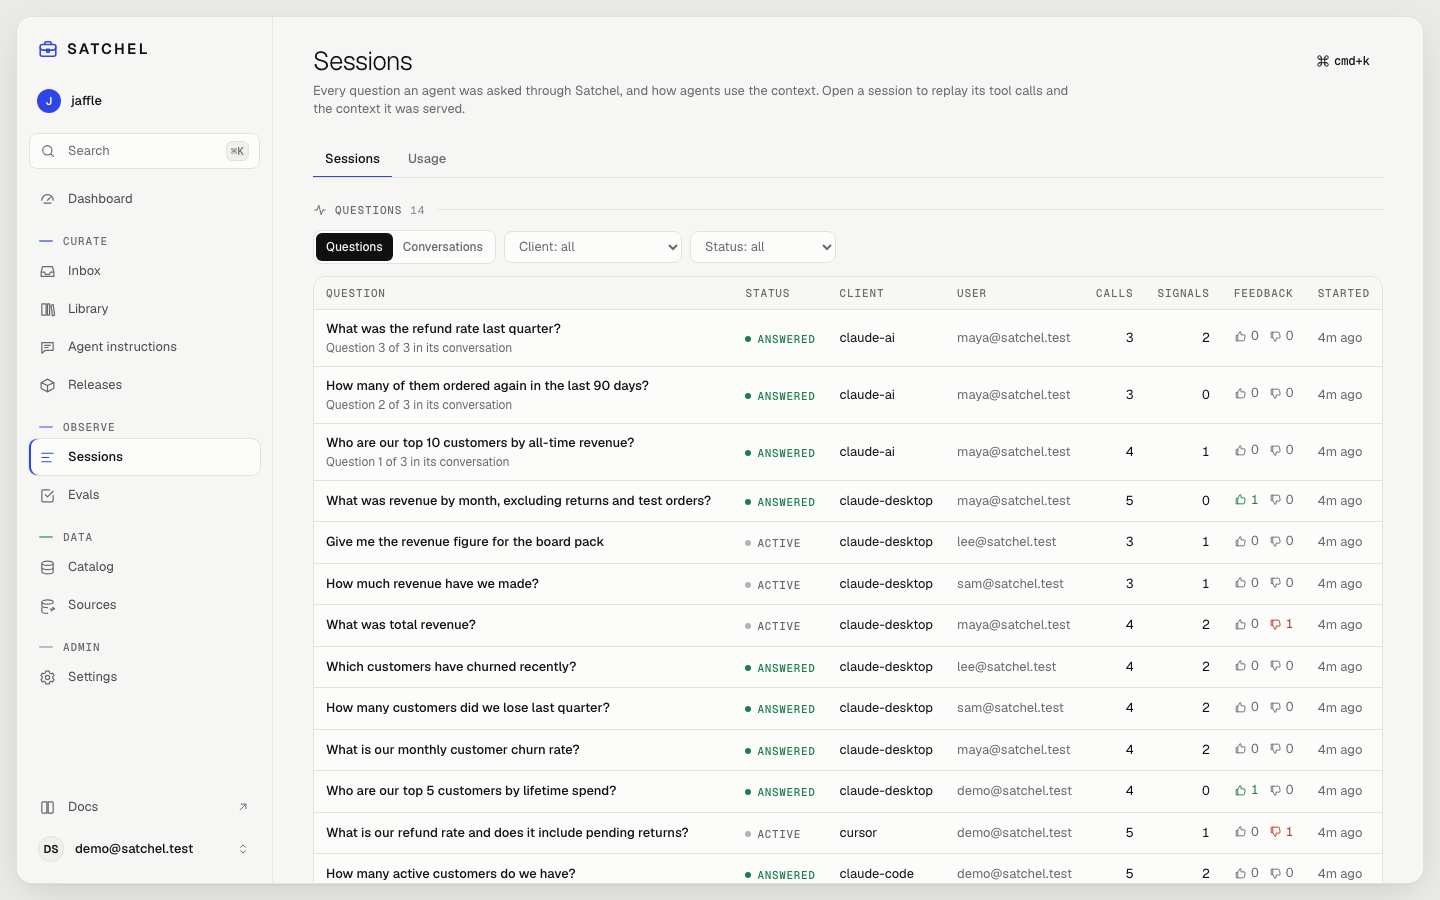 SATCHEL
J jaffle
Search ⌘K
Dashboard
CURATE
Inbox
Library
Agent instructions
Releases
OBSERVE
Sessions
Evals
DATA
Catalog
Sources
ADMIN
Settings
Docs
DS demo@satchel.test
Sessions
⌘ cmd+k
Every question an agent was asked through Satchel, and how agents use the context. Open a session to replay its tool calls and
the context it was served.
Sessions Usage
QUESTIONS 14
Questions Conversations Client: all Status: all
QUESTION STATUS CLIENT USER CALLS SIGNALS FEEDBACK STARTED
What was the refund rate last quarter? ANSWERED claude-ai maya@satchel.test 3 2 0 0 4m ago
Question 3 of 3 in its conversation
How many of them ordered again in the last 90 days? ANSWERED claude-ai maya@satchel.test 3 0 0 0 4m ago
Question 2 of 3 in its conversation
Who are our top 10 customers by all-time revenue? ANSWERED claude-ai maya@satchel.test 4 1 0 0 4m ago
Question 1 of 3 in its conversation
What was revenue by month, excluding returns and test orders? ANSWERED claude-desktop maya@satchel.test 5 0 1 0 4m ago
Give me the revenue figure for the board pack ACTIVE claude-desktop lee@satchel.test 3 1 0 0 4m ago
How much revenue have we made? ACTIVE claude-desktop sam@satchel.test 3 1 0 0 4m ago
What was total revenue? ACTIVE claude-desktop maya@satchel.test 4 2 0 1 4m ago
Which customers have churned recently? ANSWERED claude-desktop lee@satchel.test 4 2 0 0 4m ago
How many customers did we lose last quarter? ANSWERED claude-desktop sam@satchel.test 4 2 0 0 4m ago
What is our monthly customer churn rate? ANSWERED claude-desktop maya@satchel.test 4 2 0 0 4m ago
Who are our top 5 customers by lifetime spend? ANSWERED claude-desktop demo@satchel.test 4 0 1 0 4m ago
What is our refund rate and does it include pending returns? ACTIVE cursor demo@satchel.test 5 1 0 1 4m ago
How many active customers do we have? ANSWERED claude-code demo@satchel.test 5 2 0 0 4m ago